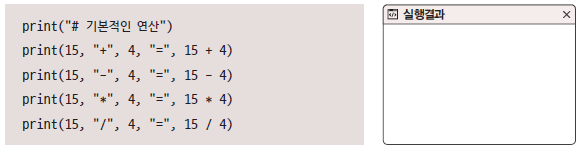 print("# 기본적인 연산")
print(15, "+", 4, "=", 15 + 4)
print(15, "-", 4, "=", 15 - 4)
print(15, "*", 4, "=", 15 * 4)
print(15, "/", 4, "=", 15 / 4)
실행결과